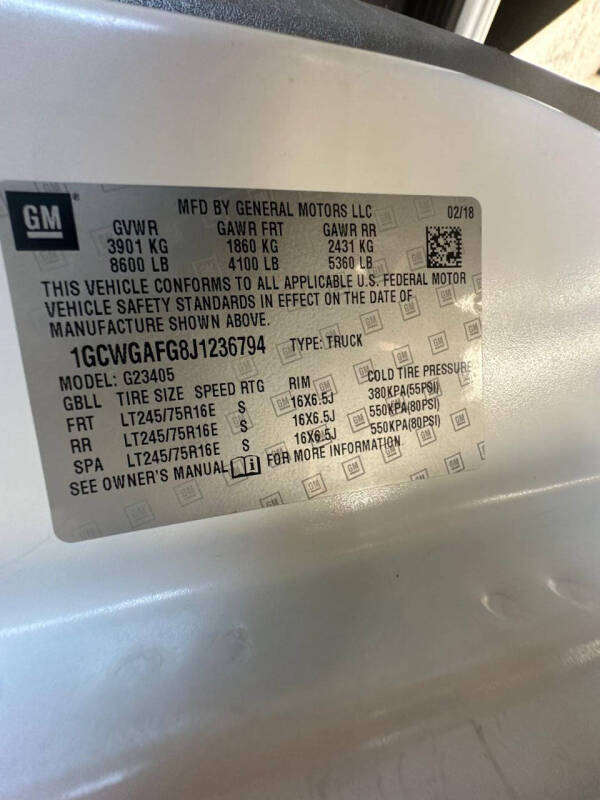 GM
®
MFD BY GENERAL MOTORS LLC 02/18
GVWR GAWR FRT GAWR RR
3901 KG 1860 KG 2431 KG
8600 LB 4100 LB 5360 LB
THIS VEHICLE CONFORMS TO ALL APPLICABLE U.S. FEDERAL MOTOR
VEHICLE SAFETY STANDARDS IN EFFECT ON THE DATE OF
MANUFACTURE SHOWN ABOVE.
1GCWGAFG8J1236794 TYPE: TRUCK
MODEL: G23405
GBLL TIRE SIZE SPEED RTG RIM COLD TIRE PRESSURE
FRT LT245/75R16E S 16X6.5J 380KPA(55PSI)
RR LT245/75R16E S 16X6.5J 550KPA(80PSI)
SPA LT245/75R16E S 16X6.5J 550KPA(80PSI)
SEE OWNER'S MANUAL i FOR MORE INFORMATION